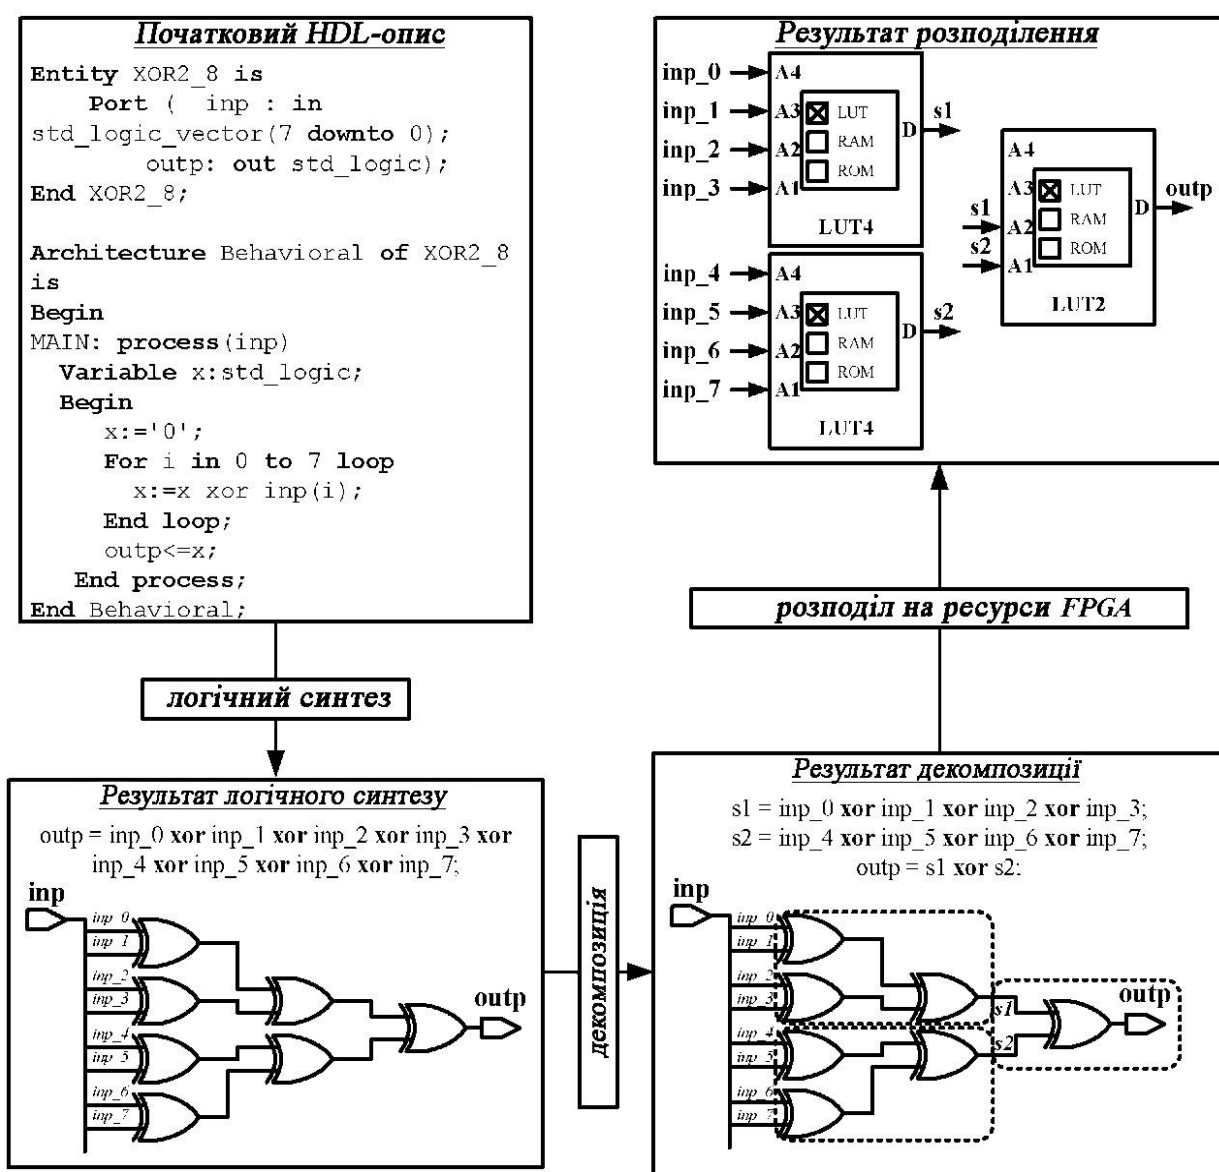 Початковий HDL-опис
Entity XOR2_8 is
Port ( inp : in
std_logic_vector(7 downto 0);
outp: out std_logic);
End XOR2_8;
Architecture Behavioral of XOR2_8
is
Begin
MAIN: process(inp)
Variable x:std_logic;
Begin
x:='0';
For i in 0 to 7 loop
x:=x xor inp(i);
End loop;
outp<=x;
End process;
End Behavioral;
логічний синтез
Результат логічного синтезу
outp = inp_0 xor inp_1 xor inp_2 xor inp_3 xor
inp_4 xor inp_5 xor inp_6 xor inp_7;
inp
inp_0
inp_1
inp_2
inp_3
inp_4
inp_5
inp_6
inp_7
outp
декомпозиція
Результат декомпозиції
s1 = inp_0 xor inp_1 xor inp_2 xor inp_3;
s2 = inp_4 xor inp_5 xor inp_6 xor inp_7;
outp = s1 xor s2;
inp
inp_0
inp_1
inp_2
inp_3
inp_4
inp_5
inp_6
inp_7
s1
s2
outp
розподіл на ресурси FPGA
Результат розподілення
inp_0 A4
inp_1 A3 LUT
inp_2 A2 RAM
inp_3 A1 ROM
D s1
LUT4
inp_4 A4
inp_5 A3 LUT
inp_6 A2 RAM
inp_7 A1 ROM
D s2
LUT4
A4
A3 LUT
s1 A2 RAM
s2 A1 ROM
D outp
LUT2